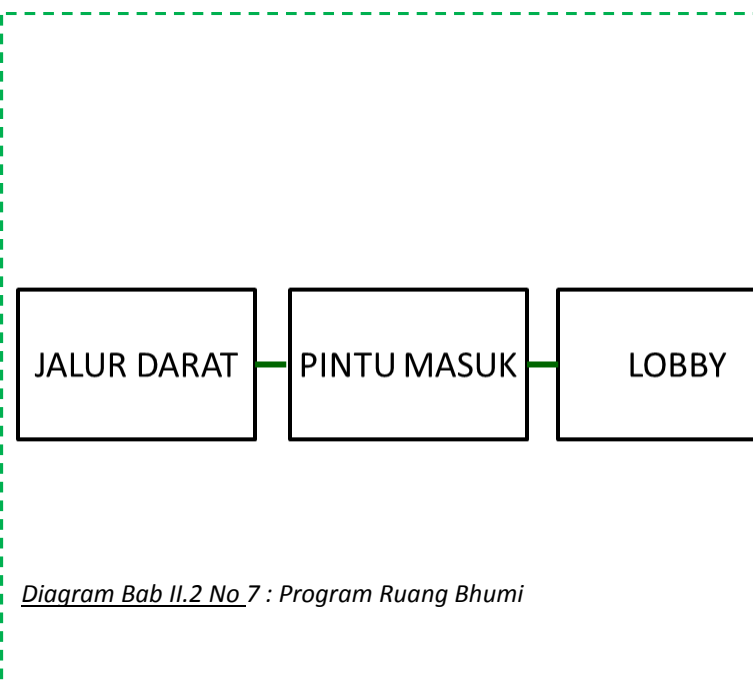 JALUR DARAT
PINTU MASUK
LOBBY
Diagram Bab II.2 No 7 : Program Ruang Bhumi